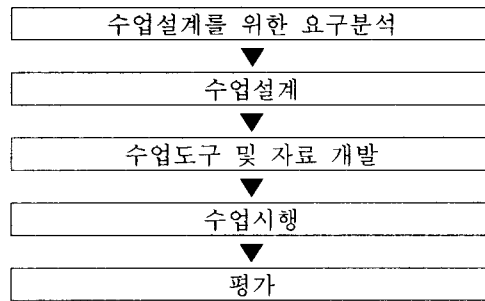 수업설계를 위한 요구분석
수업설계
수업도구 및 자료 개발
수업시행
평가